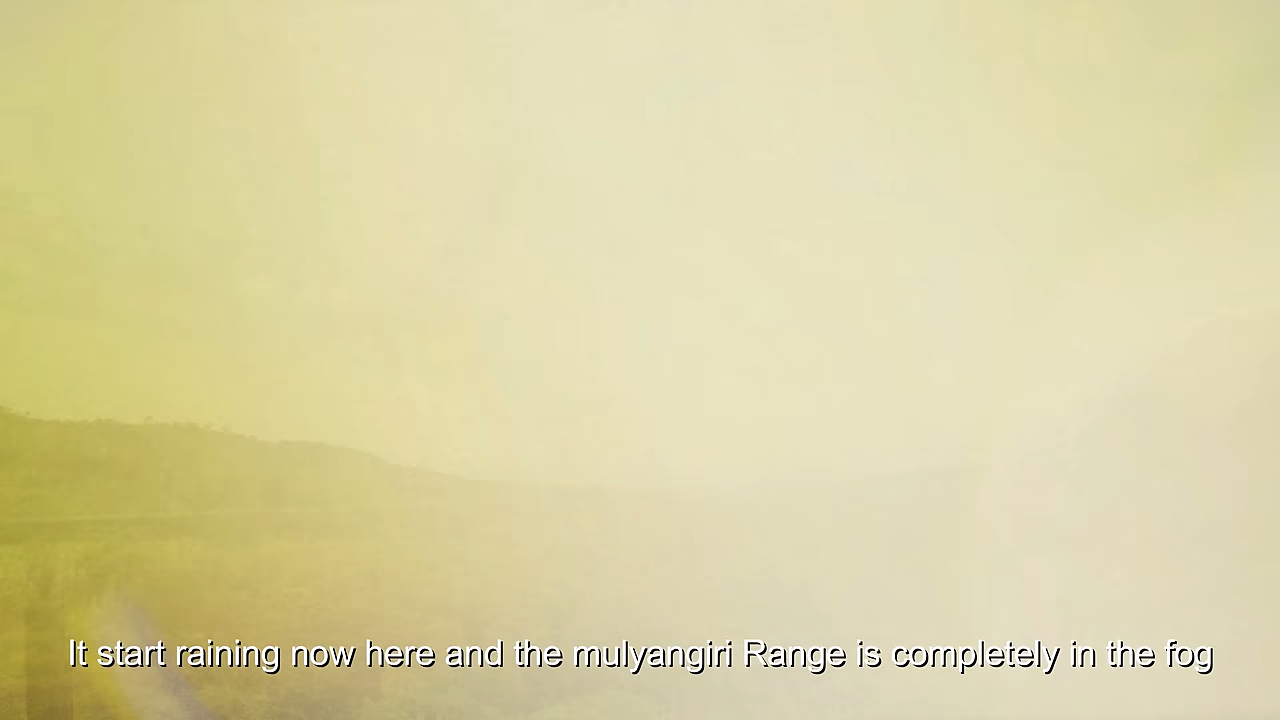 It start raining now here and the mulyangiri Range is completely in the fog